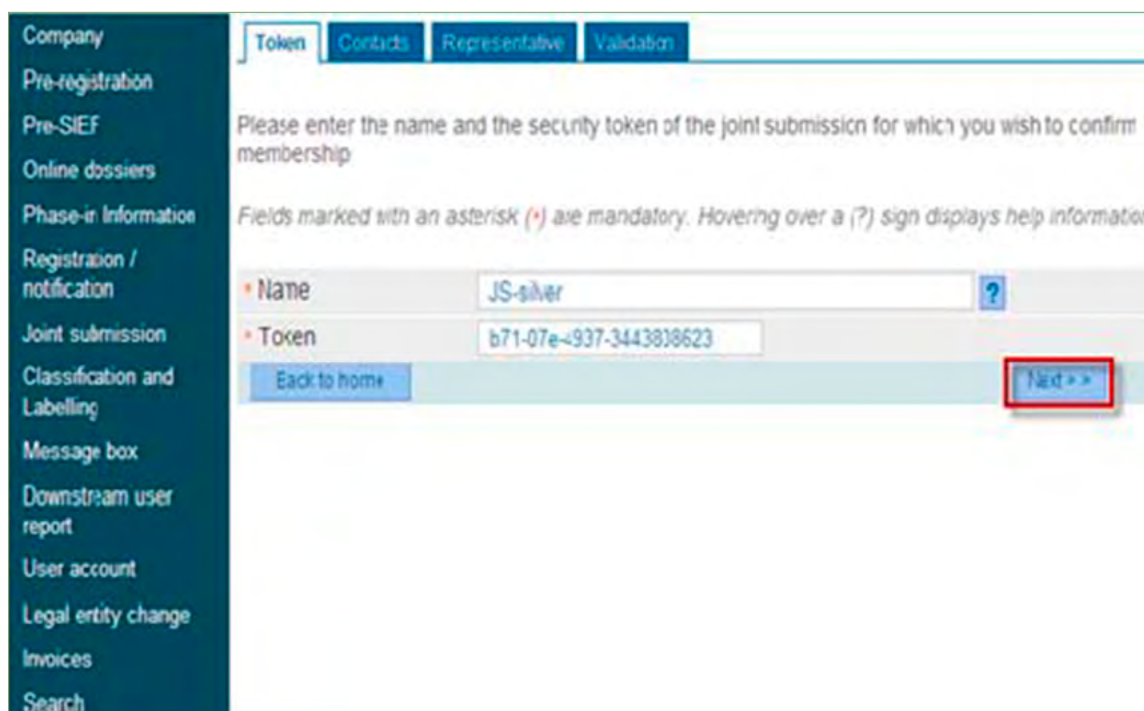 Company
Pre-registration
Pre-SIEF
Online dossiers
Phase-in Information
Registration /
notification
Joint submission
Classification and
Labelling
Message box
Downstream user
report
User account
Legal entity change
Invoices
Search
Token Contacts Representative Validation
Please enter the name and the security token of the joint submission for which you wish to confirm
membership
Fields marked with an asterisk (*) are mandatory. Hovering over a (?) sign displays help information
* Name JS-silver ?
* Token
Back to home Next > >